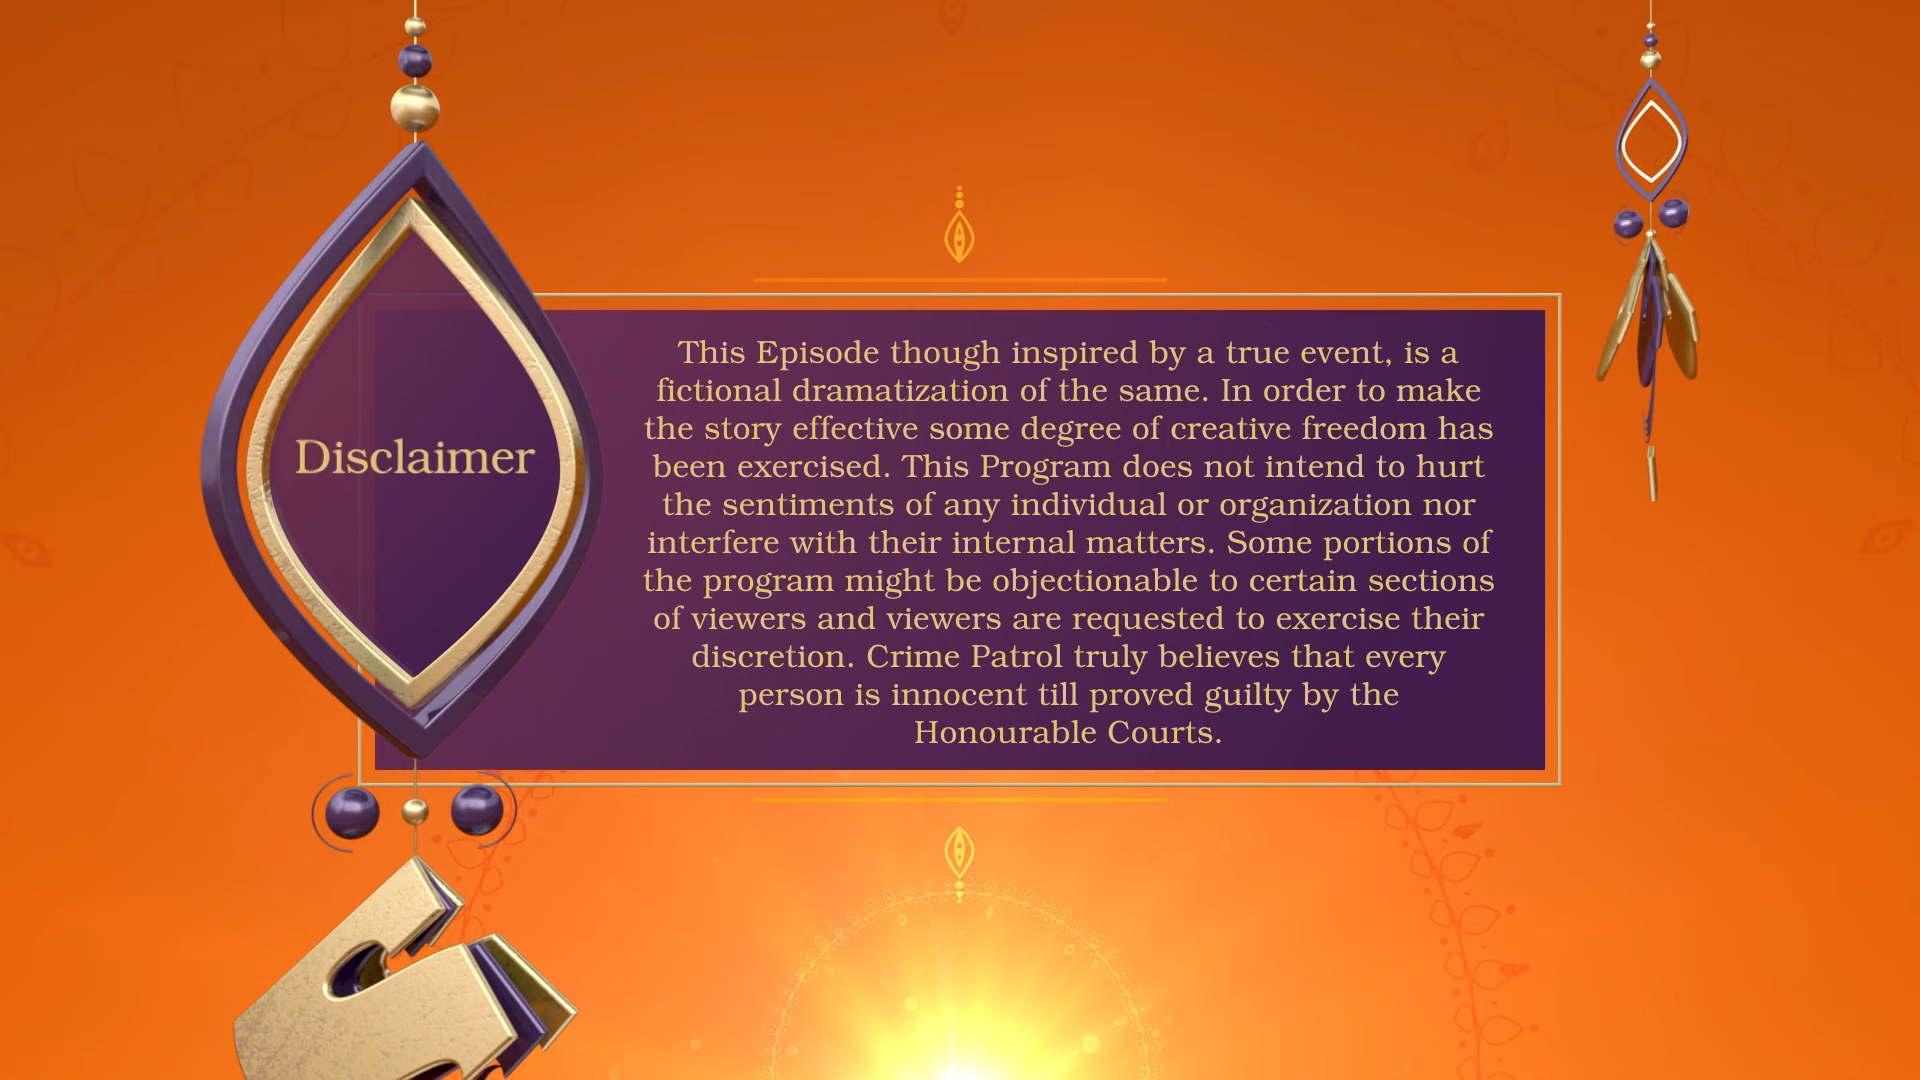 Disclaimer
This Episode though inspired by a true event, is a
fictional dramatization of the same. In order to make
the story effective some degree of creative freedom has
been exercised. This Program does not intend to hurt
the sentiments of any individual or organization nor
interfere with their internal matters. Some portions of
the program might be objectionable to certain sections
of viewers and viewers are requested to exercise their
discretion. Crime Patrol truly believes that every
person is innocent till proved guilty by the
Honourable Courts.